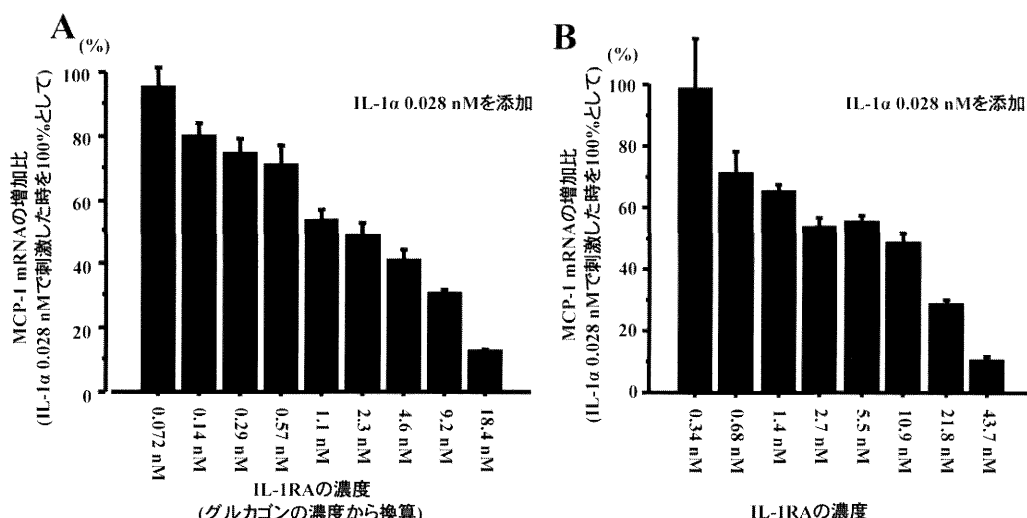 A
(%)
100
80
60
40
20
0
MCP-1 mRNAの増加比
(IL-1α 0.028 nMで刺激した時を100%として)
IL-1α 0.028 nMを添加
0.072 nM
0.14 nM
0.29 nM
0.57 nM
1.1 nM
2.3 nM
4.6 nM
9.2 nM
18.4 nM
IL-1RAの濃度
(グルカゴンの濃度から換算)
B
(%)
100
80
60
40
20
0
MCP-1 mRNAの増加比
(IL-1α 0.028 nMで刺激した時を100%として)
IL-1α 0.028 nMを添加
0.34 nM
0.68 nM
1.4 nM
2.7 nM
5.5 nM
10.9 nM
21.8 nM
43.7 nM
IL-1RAの濃度